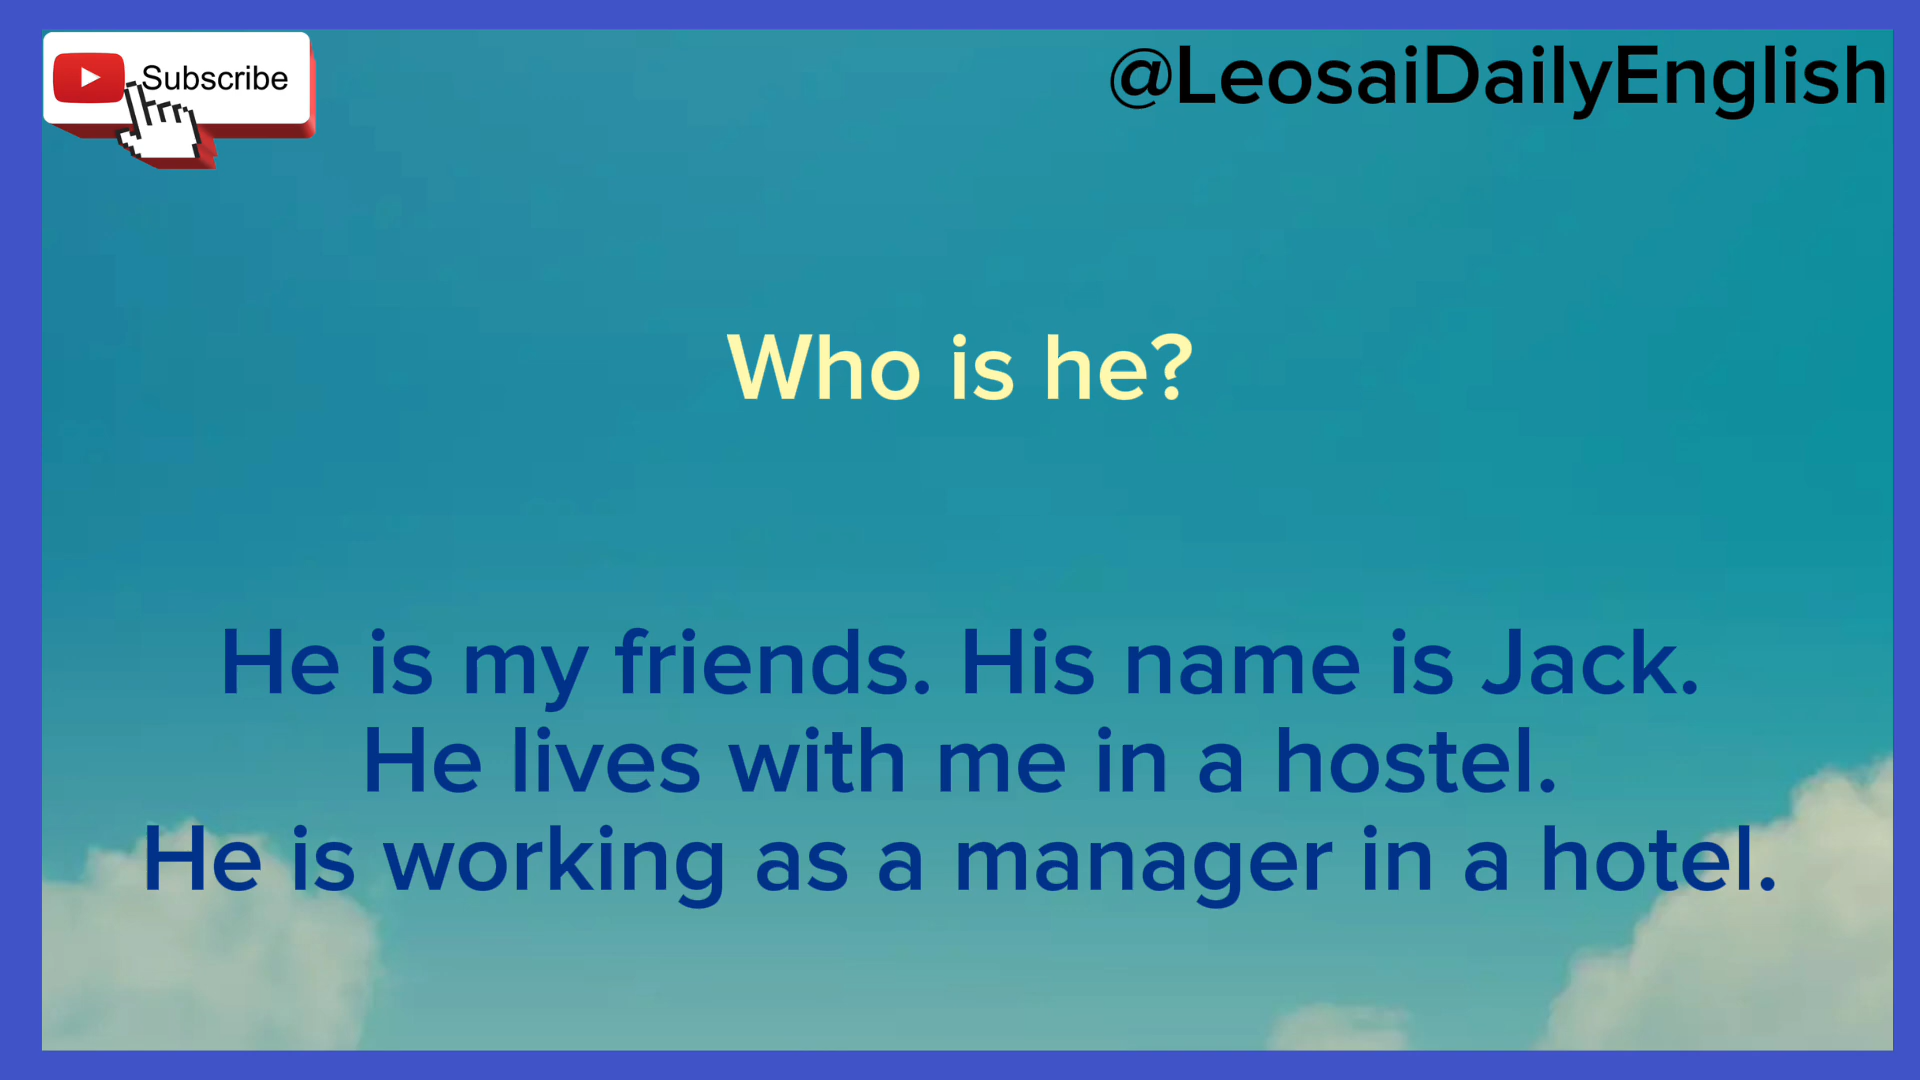 Subscribe
@LeosaiDailyEnglish
Who is he?
He is my friends. His name is Jack.
He lives with me in a hostel.
He is working as a manager in a hotel.